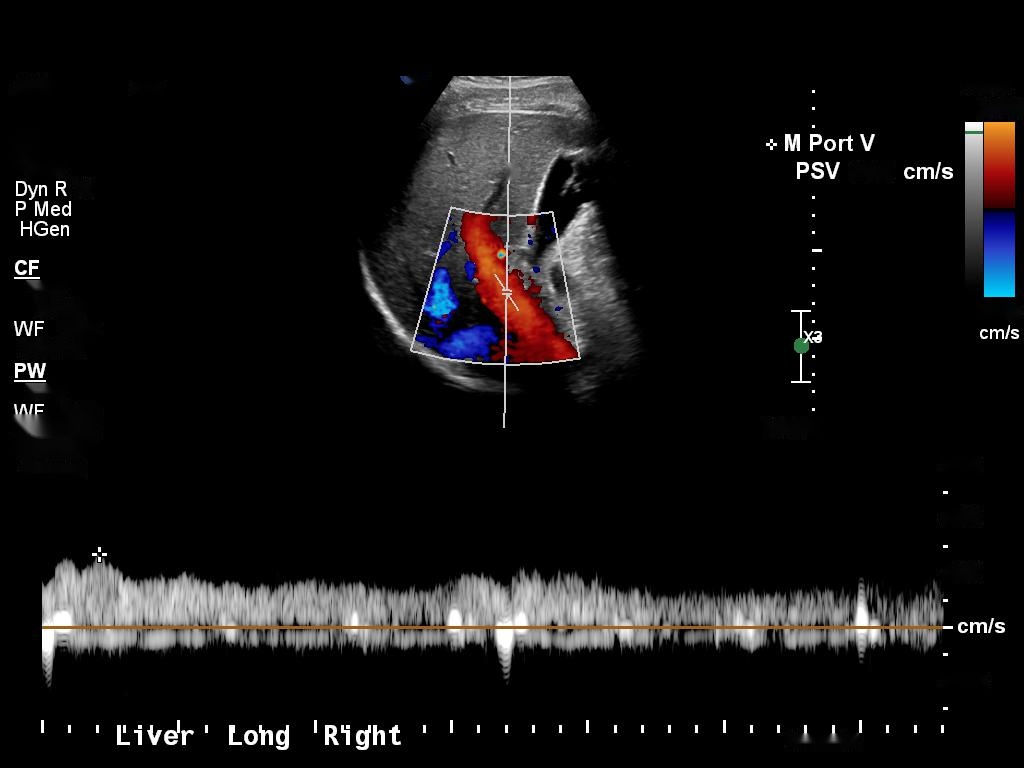 M Port V
PSV cm/s
Dyn R
P Med
HGen
CF
WF
PW
WF
X3
cm/s
cm/s
Liver Long Right